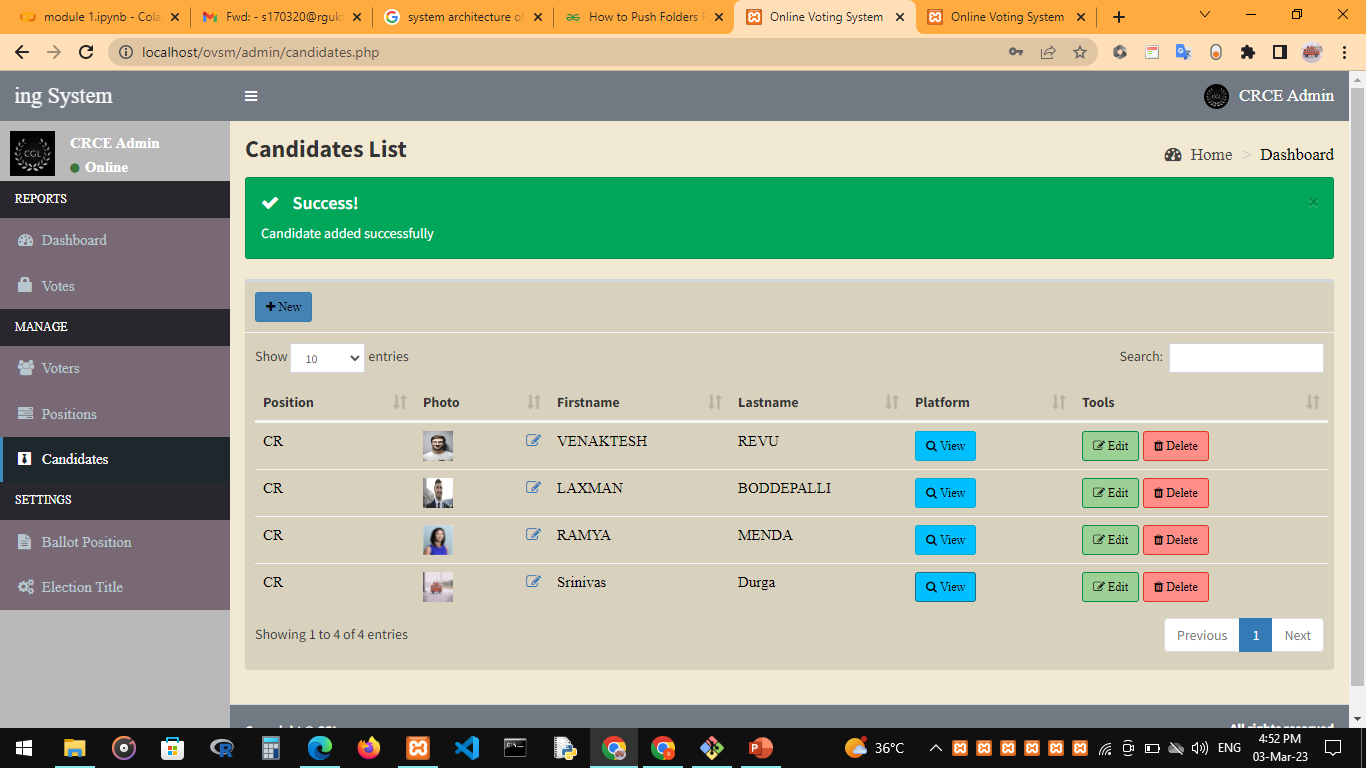 module 1.ipynb - Cola
Fwd: - s170320@rgukt
system architecture of
How to Push Folders F
Online Voting System
Online Voting System
localhost/ovsm/admin/candidates.php
ing System
CRCE Admin
CGL
CRCE Admin
Online
REPORTS
Dashboard
Votes
MANAGE
Voters
Positions
Candidates
SETTINGS
Ballot Position
Election Title
Candidates List
Home > Dashboard
Success! ×
Candidate added successfully
+ New
Show 10 entries Search:
Position Photo Firstname Lastname Platform Tools
CR VENAKTESH REVU View Edit Delete
CR LAXMAN BODDEPALLI View Edit Delete
CR RAMYA MENDA View Edit Delete
CR Srinivas Durga View Edit Delete
Showing 1 to 4 of 4 entries
Previous 1 Next
All rights reserved
36°C
ENG
4:52 PM
03-Mar-23